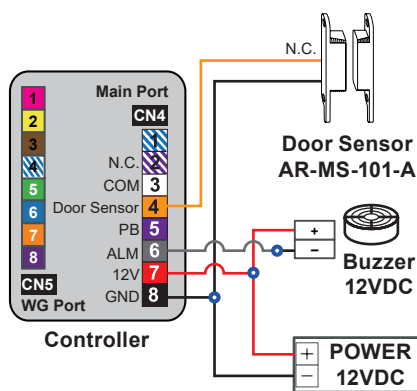 N.C.
Main Port
CN4
1
2
3
4
5
6
7
8
CN5
WG Port
1
N.C. 2
COM 3
Door Sensor 4
PB 5
ALM 6
12V 7
GND 8
Controller
Door Sensor
AR-MS-101-A
+
−
Buzzer
12VDC
+ POWER
− 12VDC